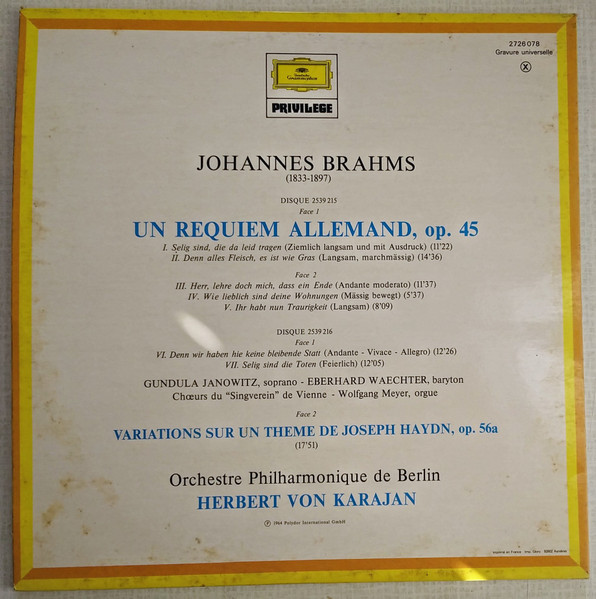 2726 078
Gravure universelle
X
Deutsche
Grammophon
PRIVILEGE
JOHANNES BRAHMS
(1833-1897)
DISQUE 2539 215
Face 1
UN REQUIEM ALLEMAND, op. 45
I. Selig sind, die da leid tragen (Ziemlich langsam und mit Ausdruck) (11'22)
II. Denn alles Fleisch, es ist wie Gras (Langsam, marchmässig) (14'36)
Face 2
III. Herr, lehre doch mich, dass ein Ende (Andante moderato) (11'37)
IV. Wie lieblich sind deine Wohnungen (Mässig bewegt) (5'37)
V. Ihr habt nun Traurigkeit (Langsam) (8'09)
DISQUE 2539 216
Face 1
VI. Denn wir haben hie keine bleibende Statt (Andante - Vivace - Allegro) (12'26)
VII. Selig sind die Toten (Feierlich) (12'05)
GUNDULA JANOWITZ, soprano - EBERHARD WAECHTER, baryton
Chœurs du "Singverein" de Vienne - Wolfgang Meyer, orgue
Face 2
VARIATIONS SUR UN THEME DE JOSEPH HAYDN, op. 56a
(17'51)
Orchestre Philharmonique de Berlin
HERBERT VON KARAJAN
Ⓟ 1964 Polydor International GmbH
Imprimé en France